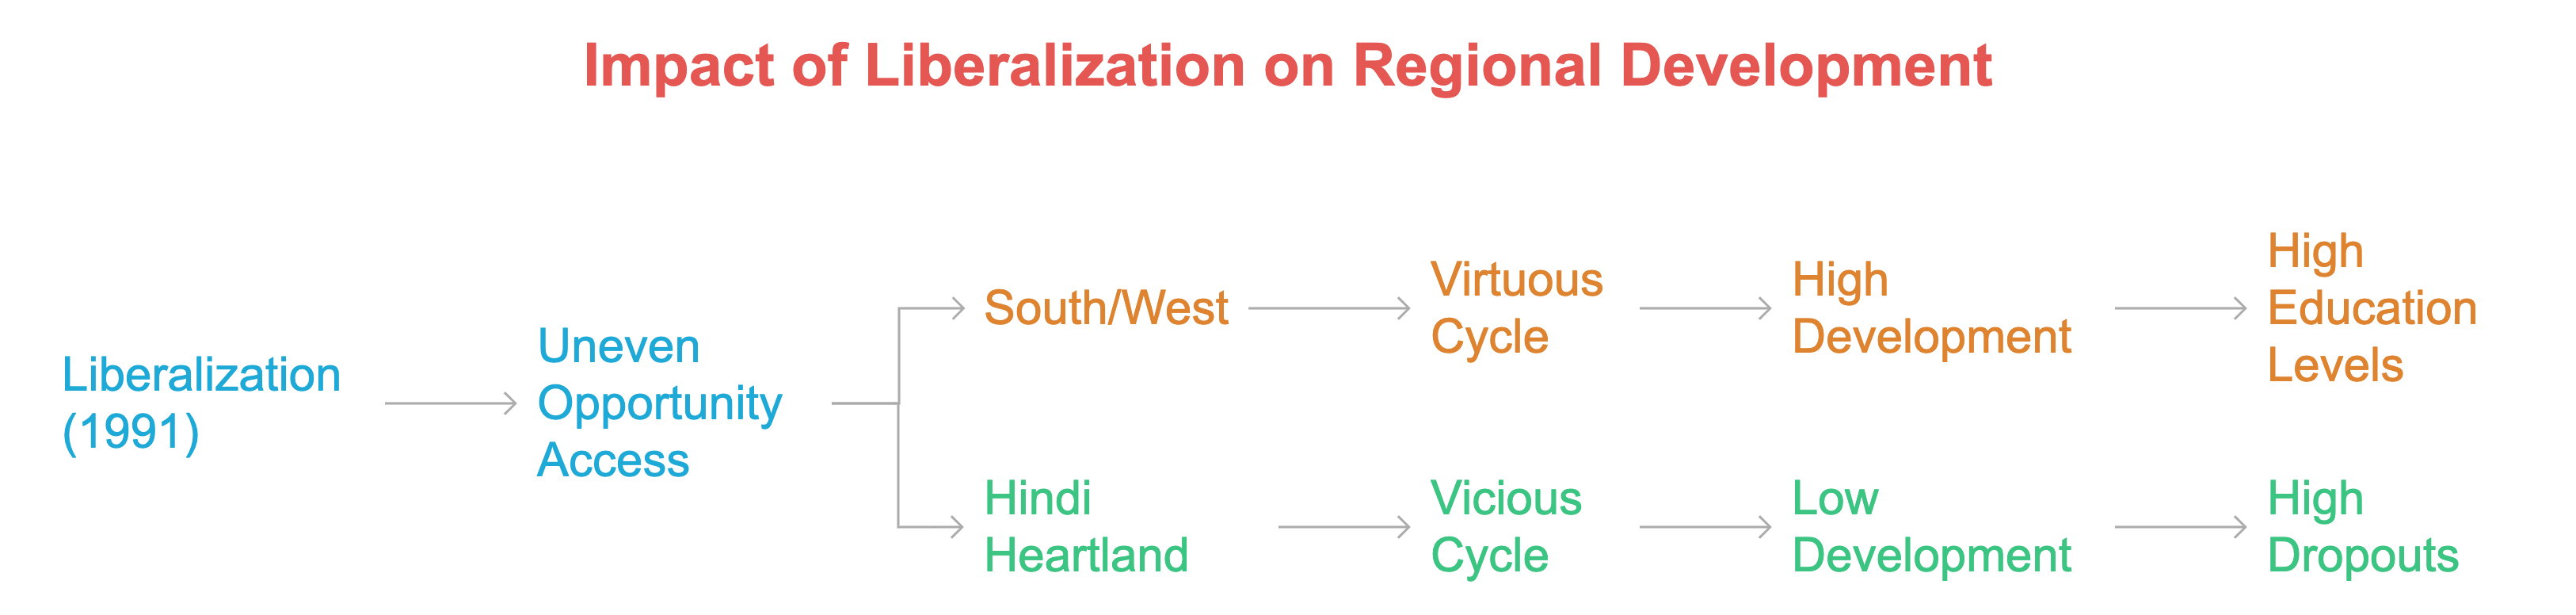 Impact of Liberalization on Regional Development
Liberalization
(1991)
Uneven
Opportunity
Access
South/West
Virtuous
Cycle
High
Development
High
Education
Levels
Hindi
Heartland
Vicious
Cycle
Low
Development
High
Dropouts